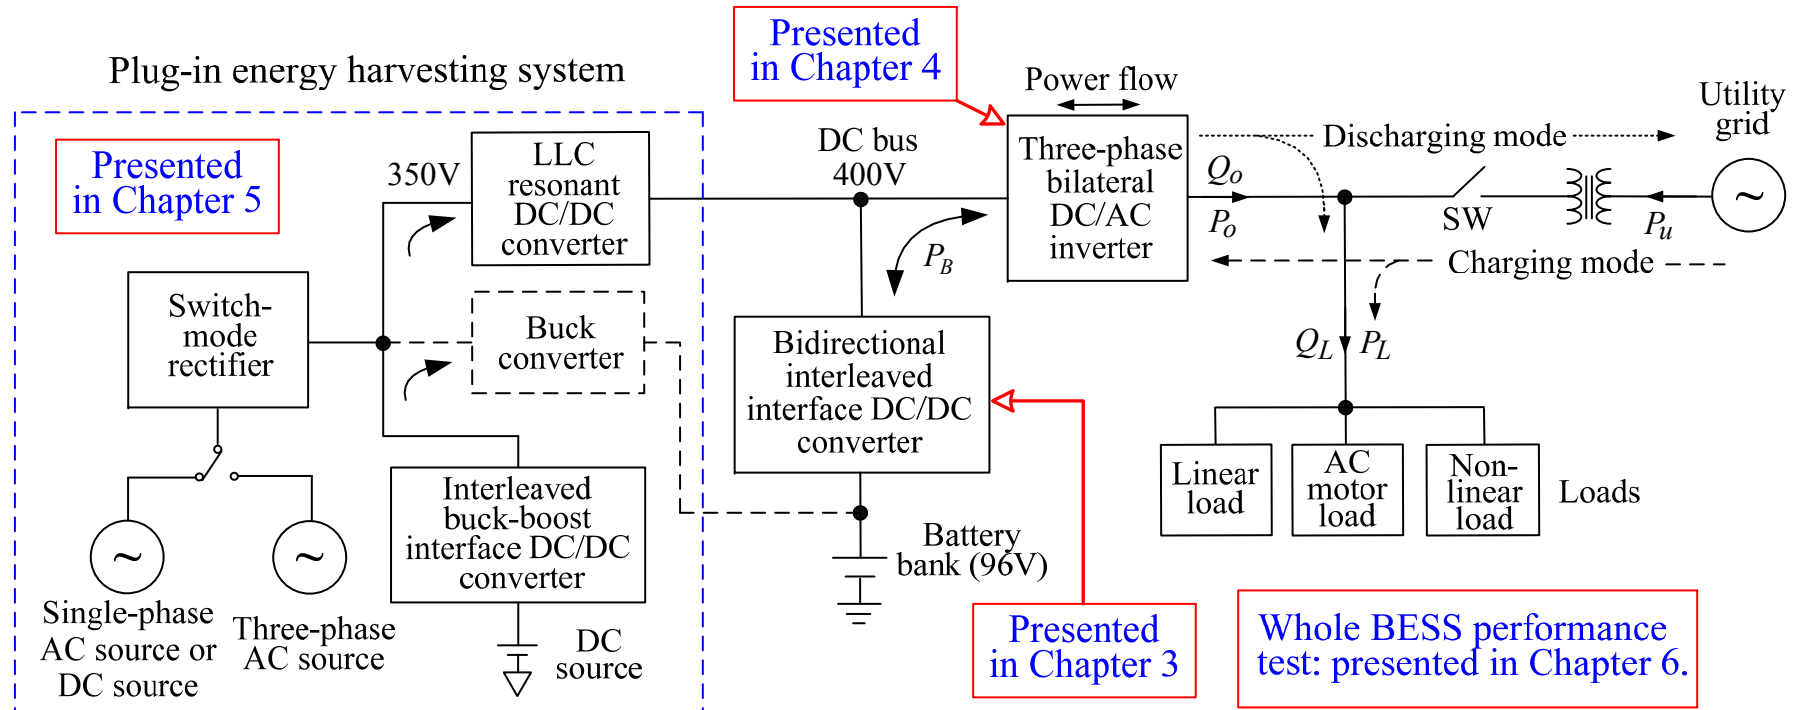 Plug-in energy harvesting system
Presented
in Chapter 5
350V
LLC
resonant
DC/DC
converter
Switch-
mode
rectifier
Buck
converter
Interleaved
buck-boost
interface DC/DC
converter
~
~
Single-phase
AC source or
DC source
Three-phase
AC source
DC
source
Presented
in Chapter 4
DC bus
400V
P_B
Bidirectional
interleaved
interface DC/DC
converter
Battery
bank (96V)
Presented
in Chapter 3
Power flow
Three-phase
bilateral
DC/AC
inverter
Discharging mode
Q_o
P_o
SW
P_u
Utility
grid
~
Charging mode
Q_L P_L
Linear
load
AC
motor
load
Non-
linear
load
Loads
Whole BESS performance
test: presented in Chapter 6.